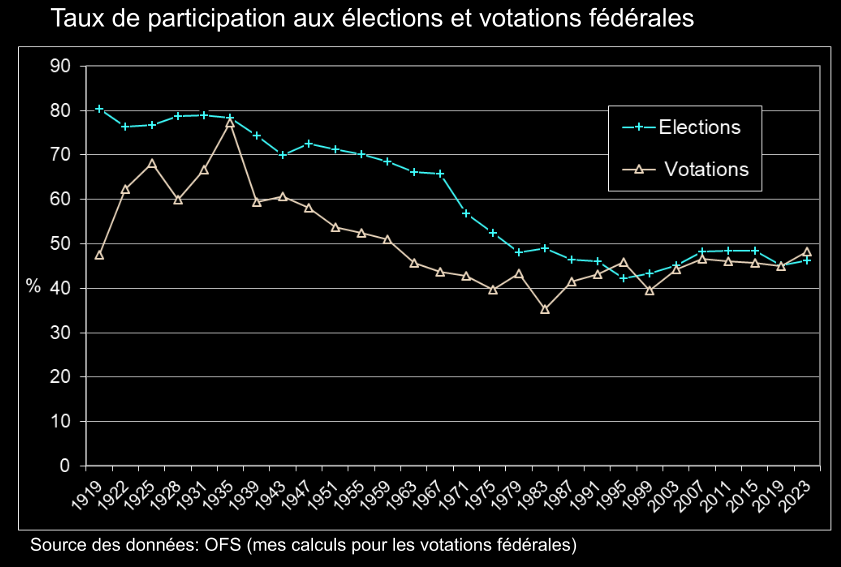 Taux de participation aux élections et votations fédérales
90
80
70
60
50
% 40
30
20
10
0
Elections
Votations
1919 1922 1925 1928 1931 1935 1939 1943 1947 1951 1955 1959 1963 1967 1971 1975 1979 1983 1987 1991 1995 1999 2003 2007 2011 2015 2019 2023
Source des données: OFS (mes calculs pour les votations fédérales)